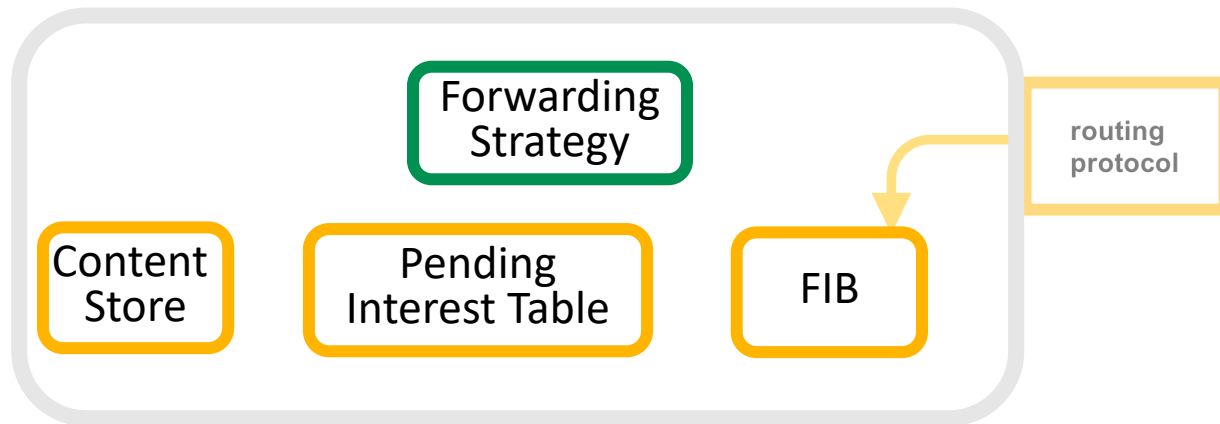 Forwarding
Strategy
routing
protocol
Content
Store
Pending
Interest Table
FIB